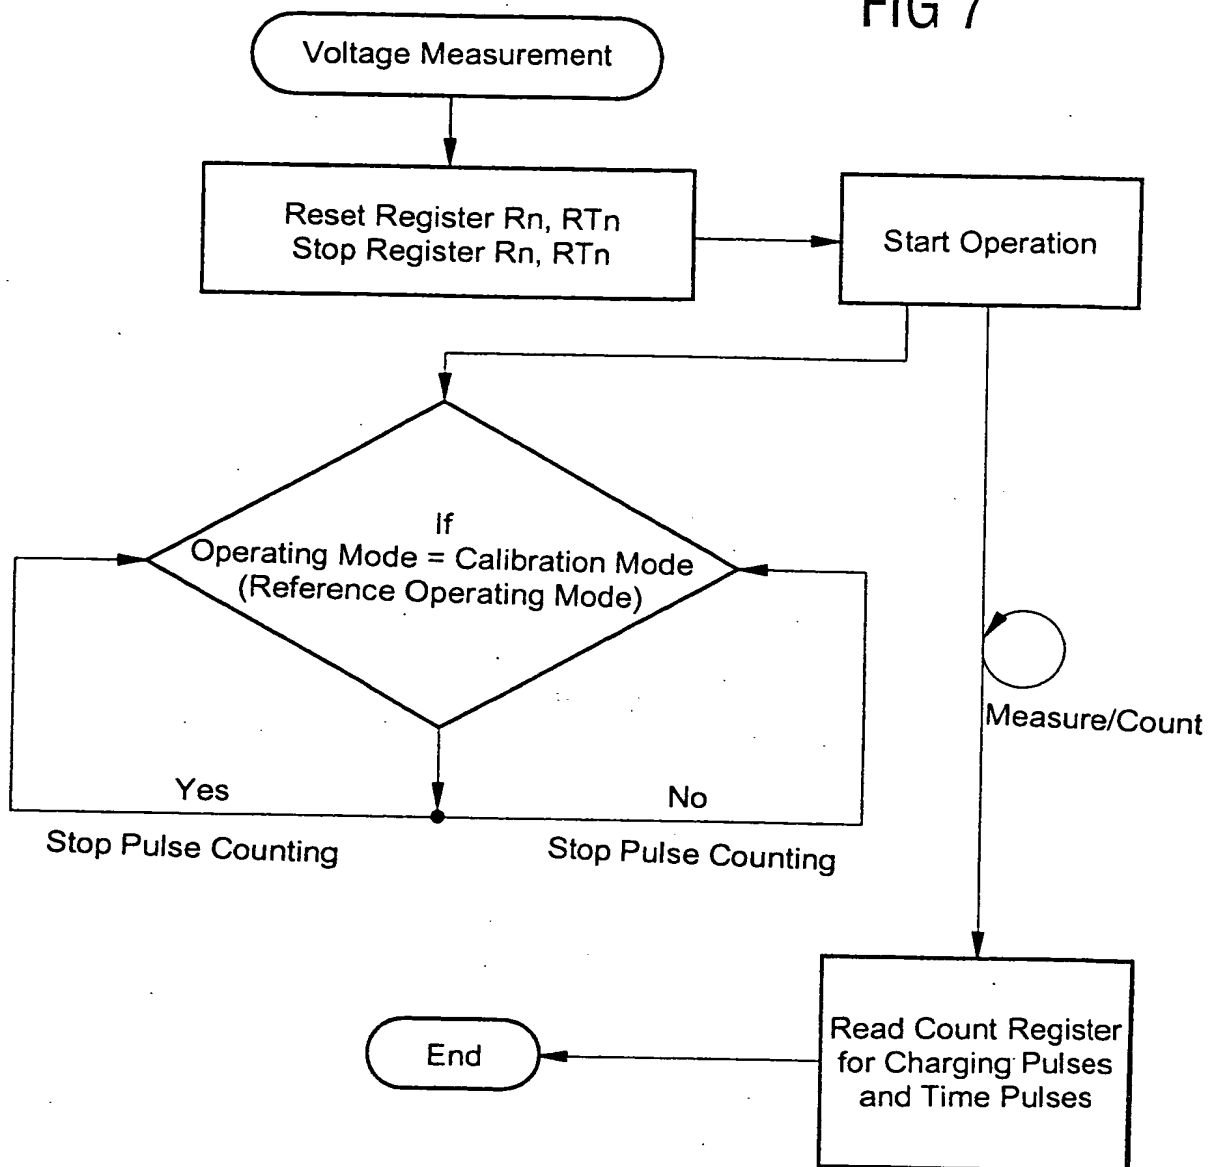 FIG 7
Voltage Measurement
Reset Register Rn, RTn
Stop Register Rn, RTn
Start Operation
If
Operating Mode = Calibration Mode
(Reference Operating Mode)
Measure/Count
Yes
No
Stop Pulse Counting
Stop Pulse Counting
Read Count Register
for Charging Pulses
and Time Pulses
End